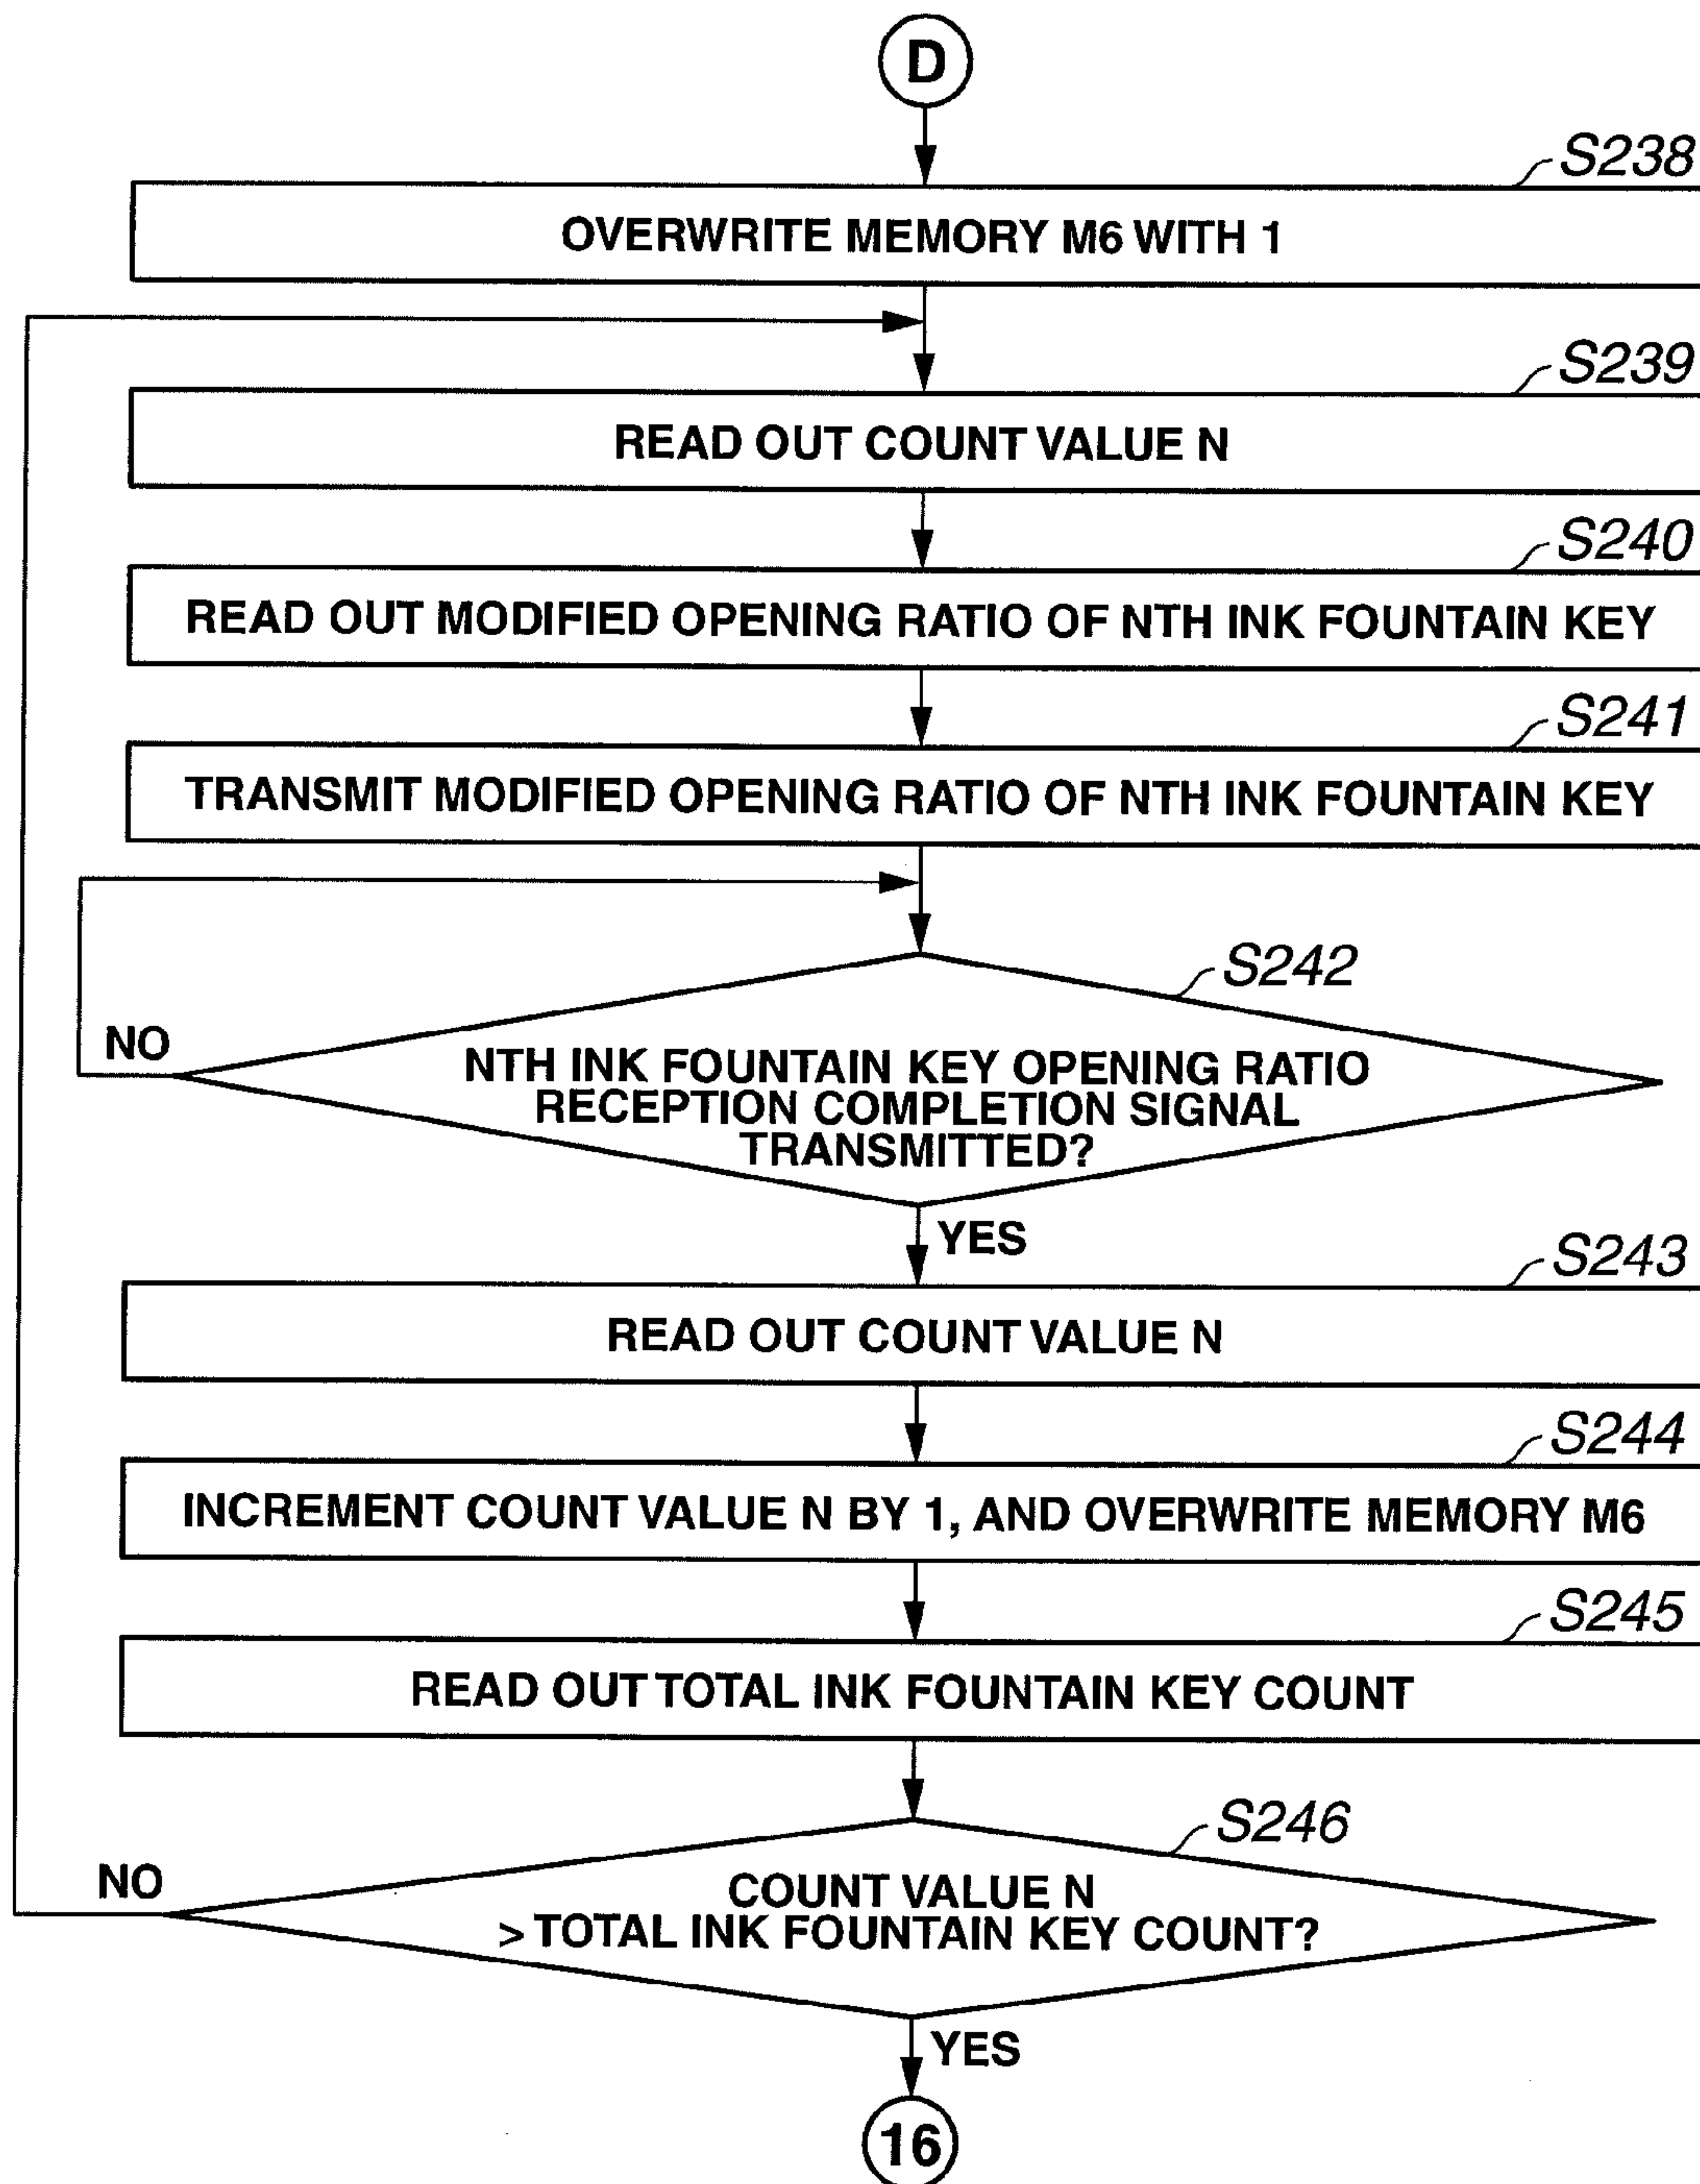 D
S238
OVERWRITE MEMORY M6 WITH 1
S239
READ OUT COUNT VALUE N
S240
READ OUT MODIFIED OPENING RATIO OF NTH INK FOUNTAIN KEY
S241
TRANSMIT MODIFIED OPENING RATIO OF NTH INK FOUNTAIN KEY
S242
NO
NTH INK FOUNTAIN KEY OPENING RATIO
RECEPTION COMPLETION SIGNAL
TRANSMITTED?
YES
S243
READ OUT COUNT VALUE N
S244
INCREMENT COUNT VALUE N BY 1, AND OVERWRITE MEMORY M6
S245
READ OUT TOTAL INK FOUNTAIN KEY COUNT
S246
NO
COUNT VALUE N
> TOTAL INK FOUNTAIN KEY COUNT?
YES
16